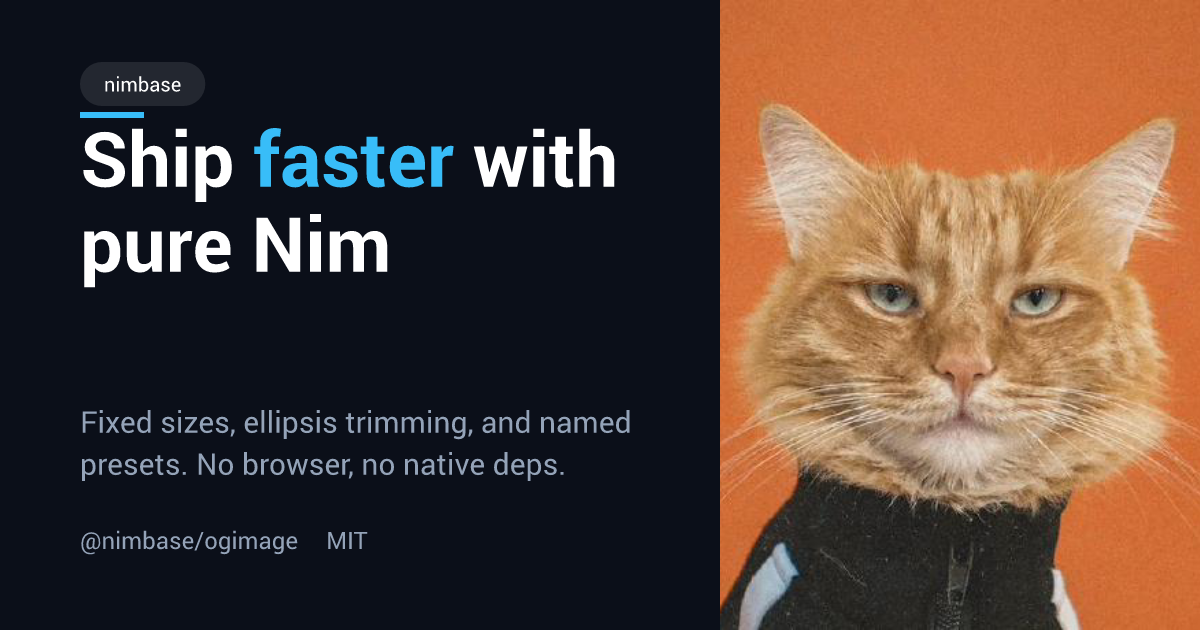 nimbase
Ship faster with
pure Nim
Fixed sizes, ellipsis trimming, and named
presets. No browser, no native deps.
@nimbase/ogimage MIT